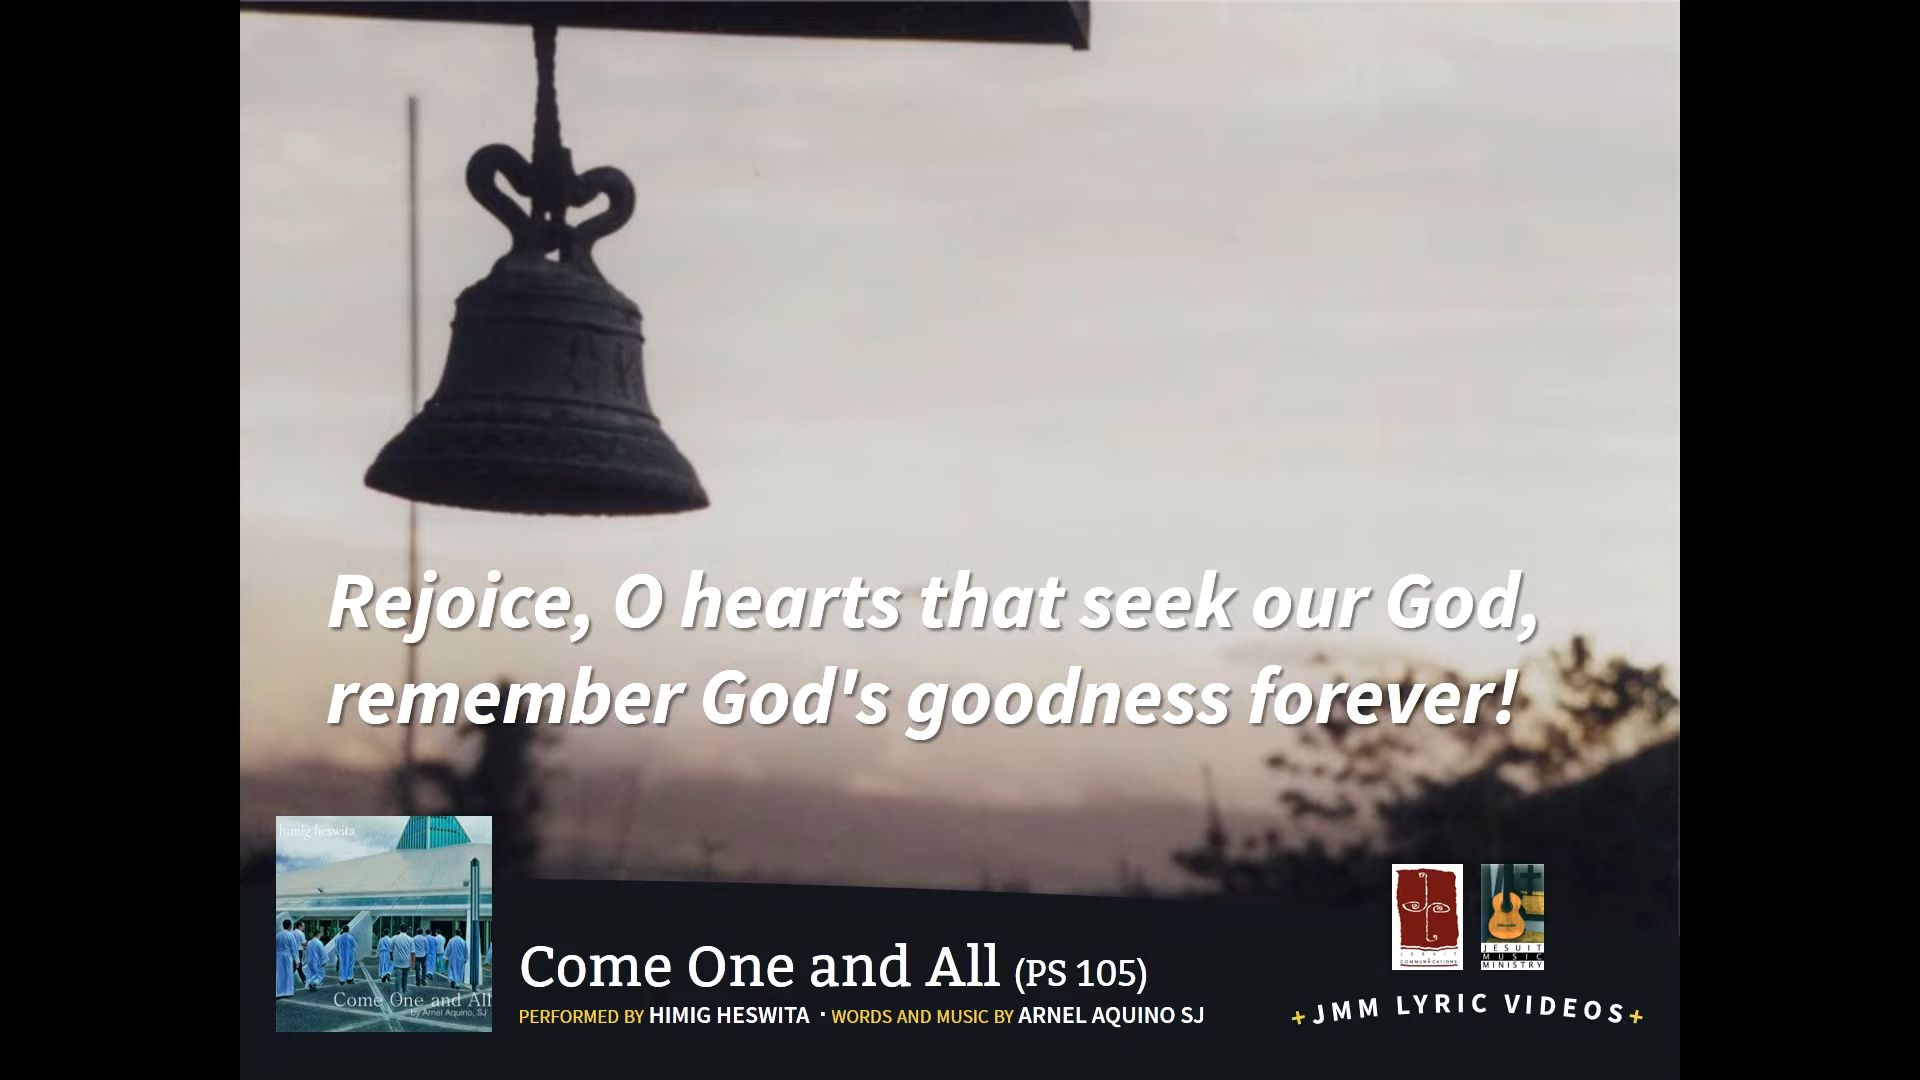 Rejoice, O hearts that seek our God,
remember God's goodness forever!
himig heswita
Come One and All
by Arnel Aquino, SJ
Come One and All (PS 105)
PERFORMED BY HIMIG HESWITA · WORDS AND MUSIC BY ARNEL AQUINO SJ
JESUIT
COMMUNICATIONS
JESUIT
MUSIC
MINISTRY
+JMM LYRIC VIDEOS+